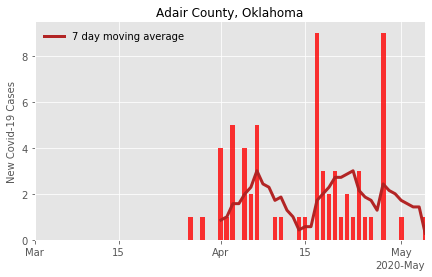 Adair County, Oklahoma
7 day moving average
New Covid-19 Cases
8
6
4
2
0
Mar
15
Apr
15
May
2020-May